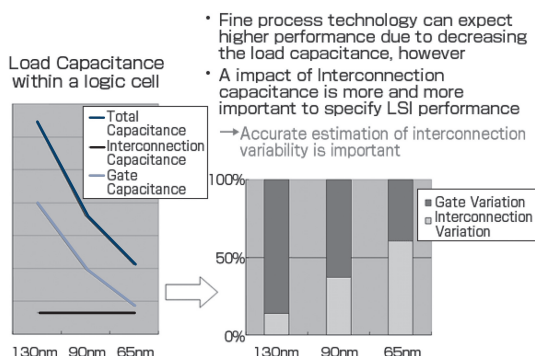 • Fine process technology can expect
higher performance due to decreasing
the load capacitance, however
• A impact of Interconnection
capacitance is more and more
important to specify LSI performance
→Accurate estimation of interconnection
variability is important
Load Capacitance
within a logic cell
Total
Capacitance
Interconnection
Capacitance
Gate
Capacitance
130nm 90nm 65nm
100%
50%
0%
Gate Variation
Interconnection
Variation
130nm 90nm 65nm